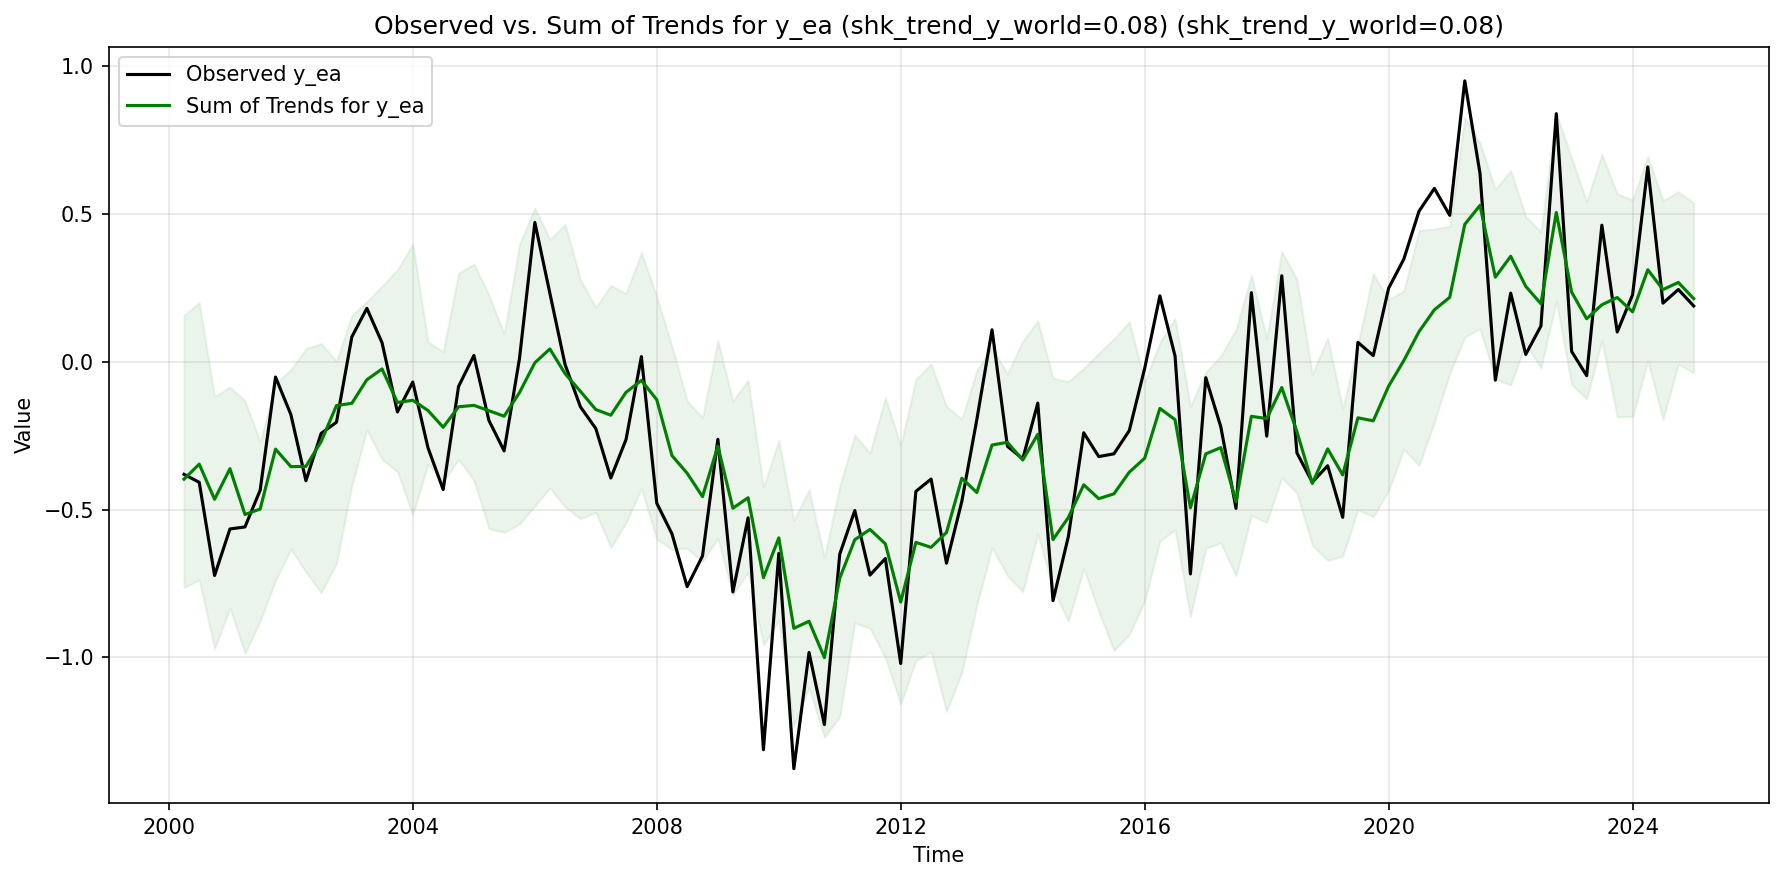 Observed vs. Sum of Trends for y_ea (shk_trend_y_world=0.08) (shk_trend_y_world=0.08)
Observed y_ea
Sum of Trends for y_ea
1.0
0.5
0.0
−0.5
−1.0
Value
2000 2004 2008 2012 2016 2020 2024
Time